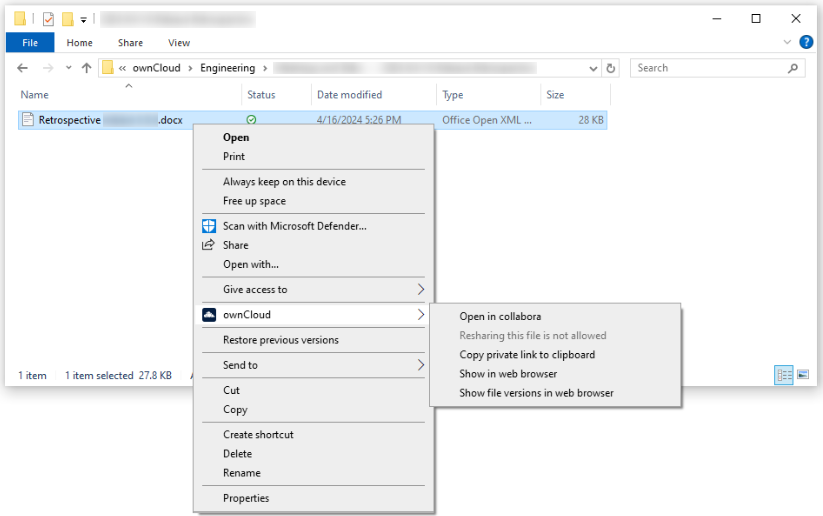 File Home Share View
« ownCloud › Engineering ›
Search
Name Status Date modified Type Size
Retrospective .docx 4/16/2024 5:26 PM Office Open XML ... 28 KB
Open
Print
Always keep on this device
Free up space
Scan with Microsoft Defender...
Share
Open with...
Give access to
ownCloud
Open in collabora
Resharing this file is not allowed
Copy private link to clipboard
Show in web browser
Show file versions in web browser
Restore previous versions
Send to
Cut
Copy
Create shortcut
Delete
Rename
Properties
1 item 1 item selected 27.8 KB